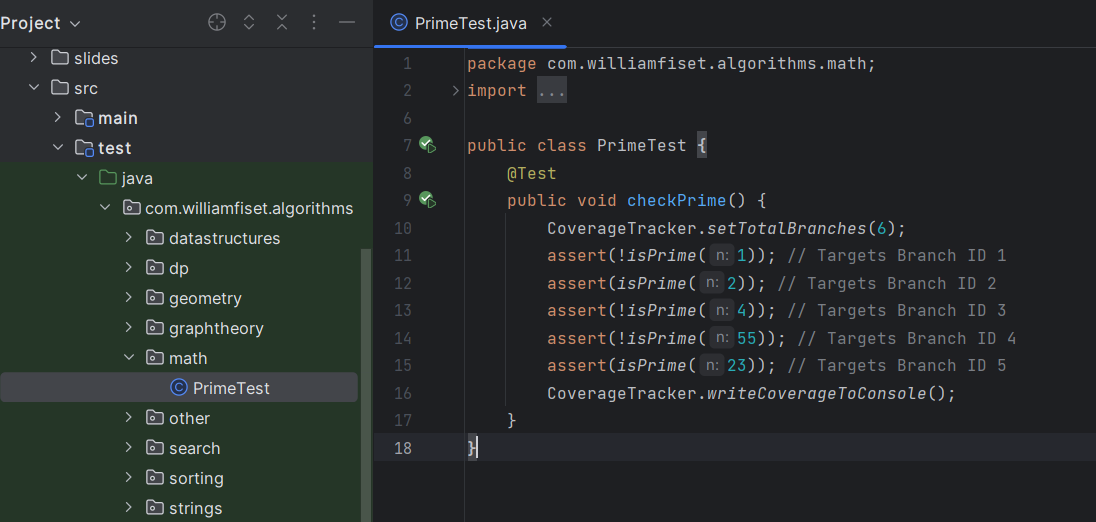 Project
slides
src
main
test
java
com.williamfiset.algorithms
datastructures
dp
geometry
graphtheory
math
PrimeTest
other
search
sorting
strings
PrimeTest.java
1 package com.williamfiset.algorithms.math;
2 import ...
6
7 public class PrimeTest {
8 @Test
9 public void checkPrime() {
10 CoverageTracker.setTotalBranches(6);
11 assert(!isPrime( n: 1)); // Targets Branch ID 1
12 assert(isPrime( n: 2)); // Targets Branch ID 2
13 assert(!isPrime( n: 4)); // Targets Branch ID 3
14 assert(!isPrime( n: 55)); // Targets Branch ID 4
15 assert(isPrime( n: 23)); // Targets Branch ID 5
16 CoverageTracker.writeCoverageToConsole();
17 }
18 }